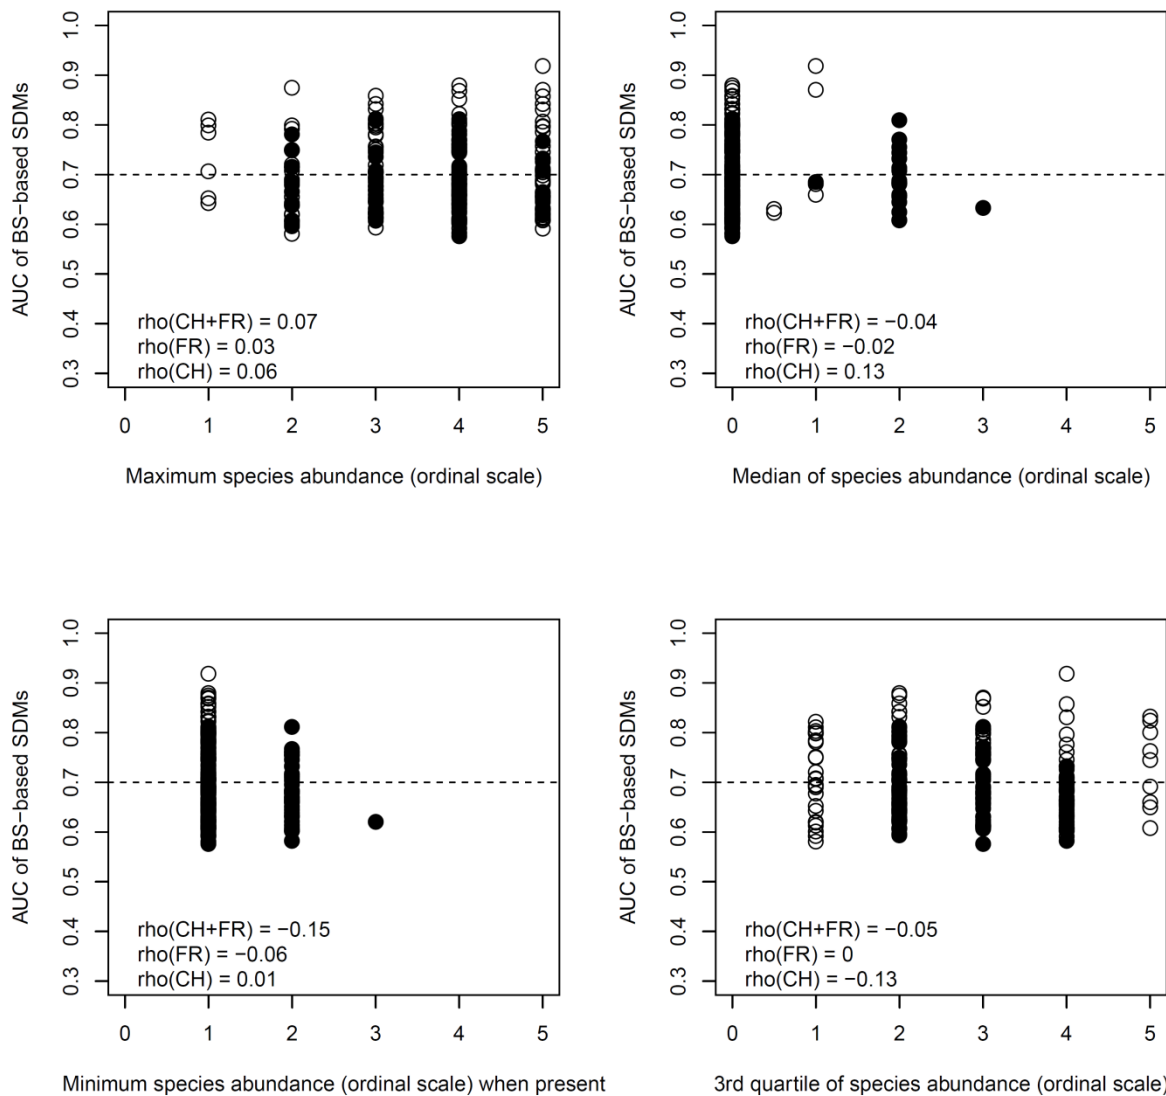 AUC of BS−based SDMs
1.0
0.9
0.8
0.7
0.6
0.5
0.4
0.3
rho(CH+FR) = 0.07
rho(FR) = 0.03
rho(CH) = 0.06
0 1 2 3 4 5
Maximum species abundance (ordinal scale)
AUC of BS−based SDMs
1.0
0.9
0.8
0.7
0.6
0.5
0.4
0.3
rho(CH+FR) = −0.04
rho(FR) = −0.02
rho(CH) = 0.13
0 1 2 3 4 5
Median of species abundance (ordinal scale)
AUC of BS−based SDMs
1.0
0.9
0.8
0.7
0.6
0.5
0.4
0.3
rho(CH+FR) = −0.15
rho(FR) = −0.06
rho(CH) = 0.01
0 1 2 3 4 5
Minimum species abundance (ordinal scale) when present
AUC of BS−based SDMs
1.0
0.9
0.8
0.7
0.6
0.5
0.4
0.3
rho(CH+FR) = −0.05
rho(FR) = 0
rho(CH) = −0.13
0 1 2 3 4 5
3rd quartile of species abundance (ordinal scale)